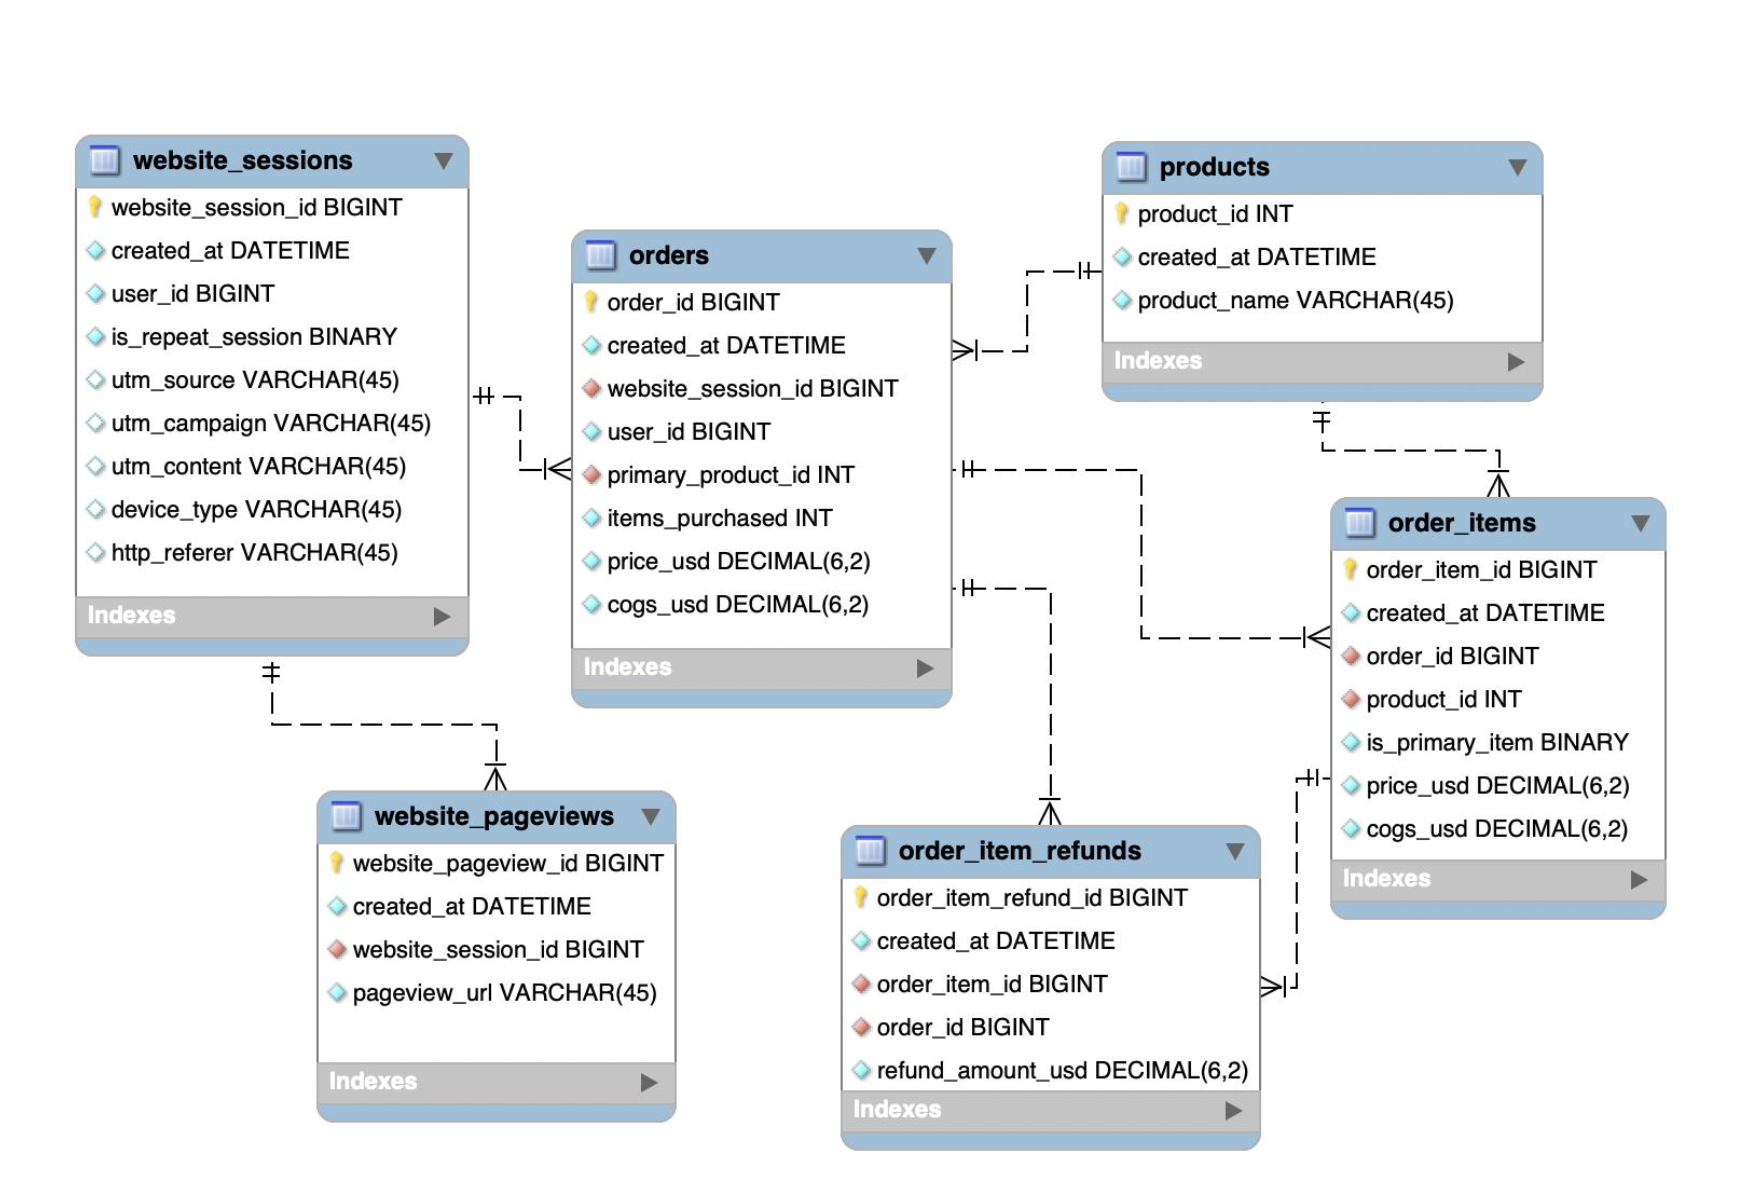 website_sessions
website_session_id BIGINT
created_at DATETIME
user_id BIGINT
is_repeat_session BINARY
utm_source VARCHAR(45)
utm_campaign VARCHAR(45)
utm_content VARCHAR(45)
device_type VARCHAR(45)
http_referer VARCHAR(45)
Indexes
orders
order_id BIGINT
created_at DATETIME
website_session_id BIGINT
user_id BIGINT
primary_product_id INT
items_purchased INT
price_usd DECIMAL(6,2)
cogs_usd DECIMAL(6,2)
Indexes
products
product_id INT
created_at DATETIME
product_name VARCHAR(45)
Indexes
order_items
order_item_id BIGINT
created_at DATETIME
order_id BIGINT
product_id INT
is_primary_item BINARY
price_usd DECIMAL(6,2)
cogs_usd DECIMAL(6,2)
Indexes
website_pageviews
website_pageview_id BIGINT
created_at DATETIME
website_session_id BIGINT
pageview_url VARCHAR(45)
Indexes
order_item_refunds
order_item_refund_id BIGINT
created_at DATETIME
order_item_id BIGINT
order_id BIGINT
refund_amount_usd DECIMAL(6,2)
Indexes